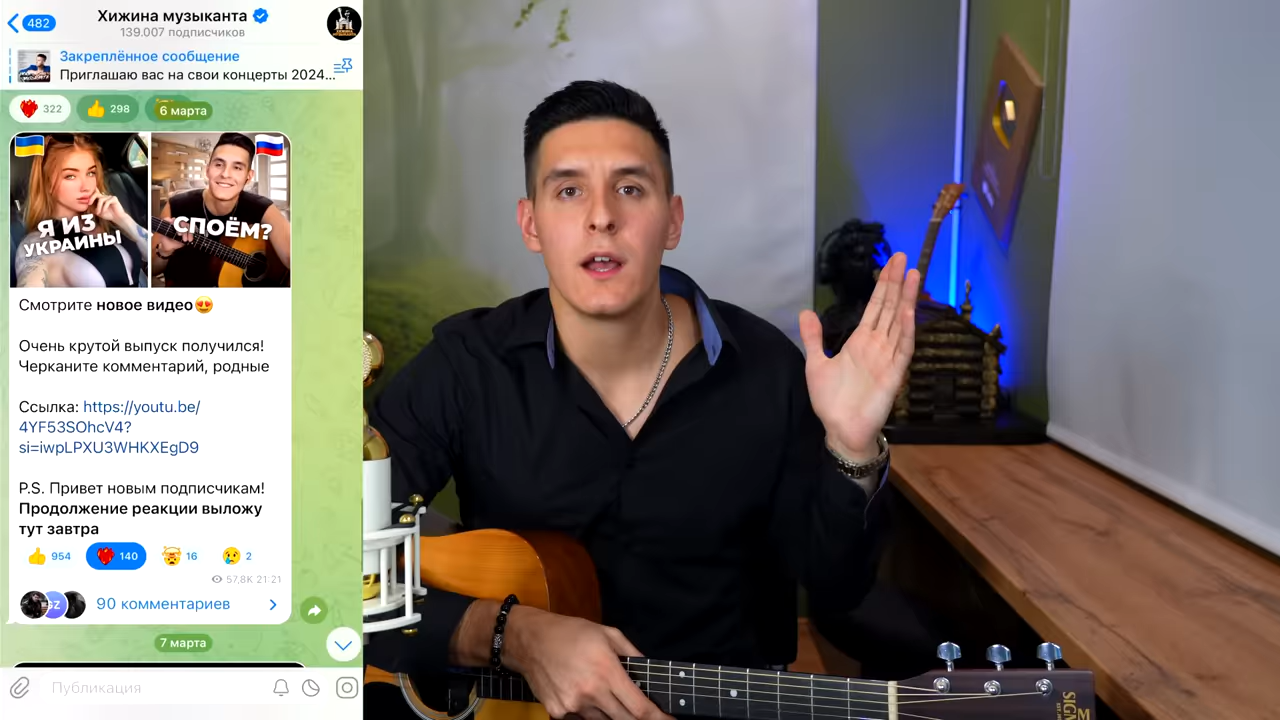 482
Хижина музыканта
139.007 подписчиков
Закреплённое сообщение
Приглашаю вас на свои концерты 2024...
322
298
6 марта
Я ИЗ
УКРАИНЫ
СПОЁМ?
Смотрите новое видео
Очень крутой выпуск получился!
Черканите комментарий, родные
Ссылка: https://youtu.be/
4YF53SOhcV4?
si=iwpLPXU3WHKXEgD9
P.S. Привет новым подписчикам!
Продолжение реакции выложу
тут завтра
954
140
16
2
57,8K 21:21
90 комментариев
7 марта
Публикация